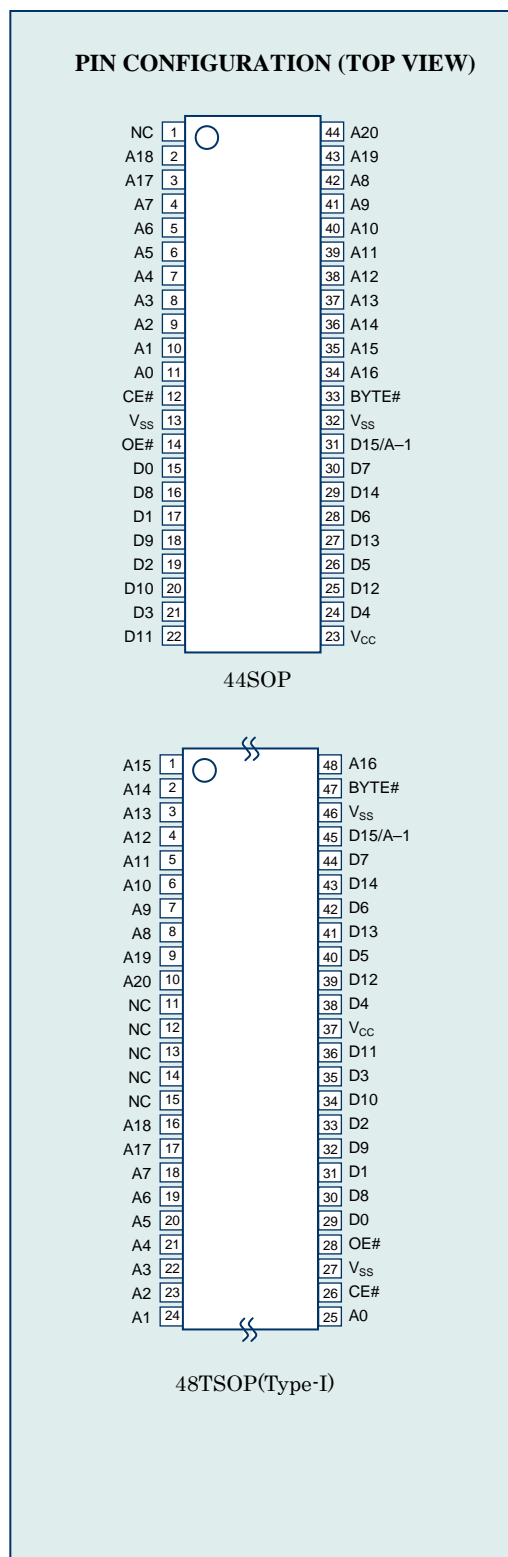 PIN CONFIGURATION (TOP VIEW)
NC 1 44 A20
A18 2 43 A19
A17 3 42 A8
A7 4 41 A9
A6 5 40 A10
A5 6 39 A11
A4 7 38 A12
A3 8 37 A13
A2 9 36 A14
A1 10 35 A15
A0 11 34 A16
CE# 12 33 BYTE#
VSS 13 32 VSS
OE# 14 31 D15/A–1
D0 15 30 D7
D8 16 29 D14
D1 17 28 D6
D9 18 27 D13
D2 19 26 D5
D10 20 25 D12
D3 21 24 D4
D11 22 23 VCC
44SOP
A15 1 48 A16
A14 2 47 BYTE#
A13 3 46 VSS
A12 4 45 D15/A–1
A11 5 44 D7
A10 6 43 D14
A9 7 42 D6
A8 8 41 D13
A19 9 40 D5
A20 10 39 D12
NC 11 38 D4
NC 12 37 VCC
NC 13 36 D11
NC 14 35 D3
NC 15 34 D10
A18 16 33 D2
A17 17 32 D9
A7 18 31 D1
A6 19 30 D8
A5 20 29 D0
A4 21 28 OE#
A3 22 27 VSS
A2 23 26 CE#
A1 24 25 A0
48TSOP(Type-I)